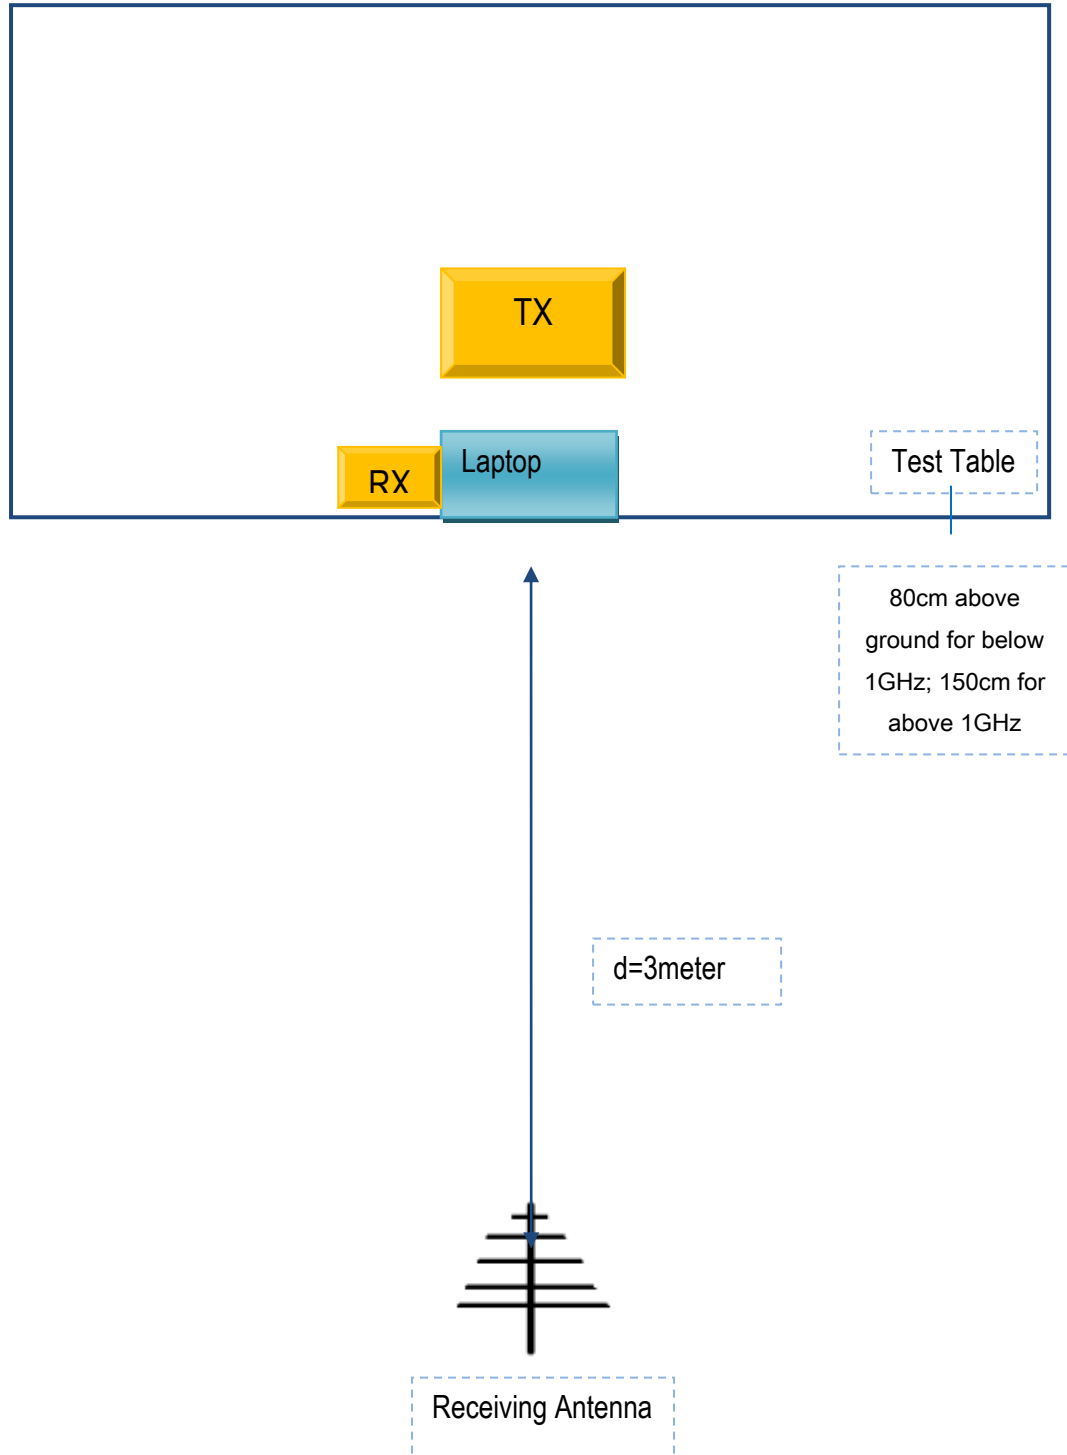 TX
RX
Laptop
Test Table
80cm above
ground for below
1GHz; 150cm for
above 1GHz
d=3meter
Receiving Antenna